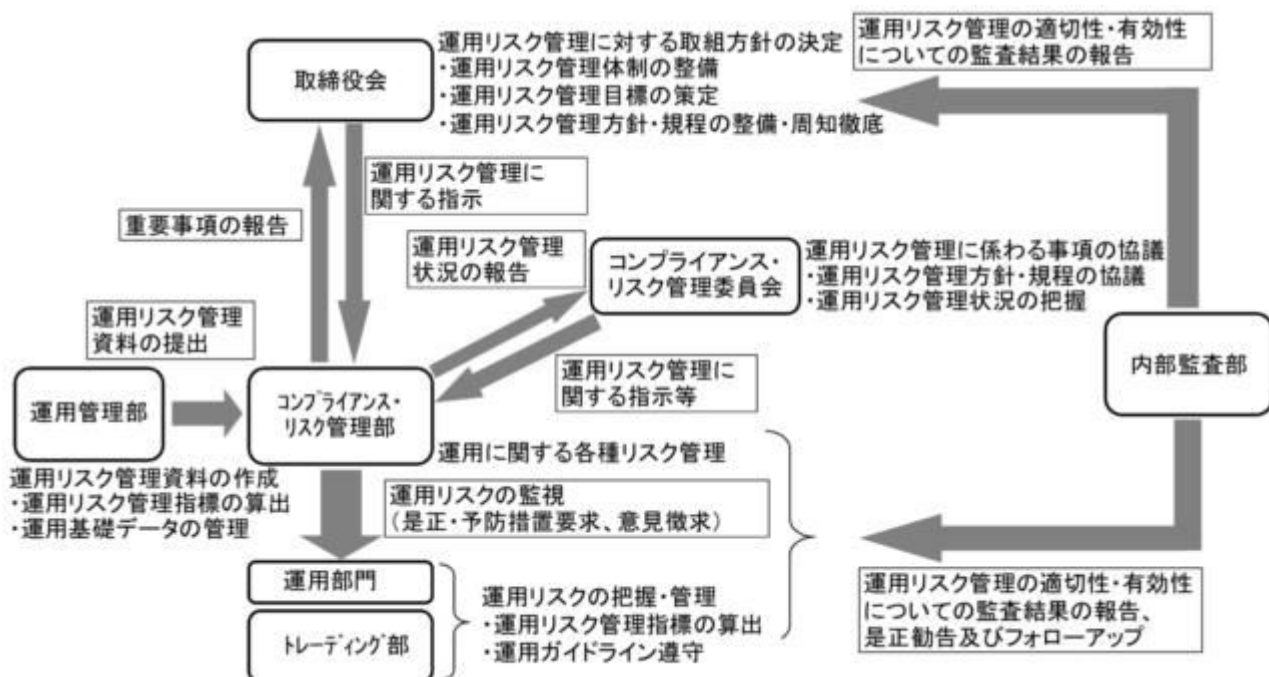 運用リスク管理に対する取組方針の決定
・運用リスク管理体制の整備
・運用リスク管理目標の策定
・運用リスク管理方針・規程の整備・周知徹底
取締役会
運用リスク管理の適切性・有効性
についての監査結果の報告
運用リスク管理に
関する指示
重要事項の報告
運用リスク管理
状況の報告
コンプライアンス・
リスク管理委員会
運用リスク管理に係わる事項の協議
・運用リスク管理方針・規程の協議
・運用リスク管理状況の把握
運用リスク管理
資料の提出
運用リスク管理に
関する指示等
内部監査部
運用管理部
コンプライアンス・
リスク管理部
運用に関する各種リスク管理
運用リスク管理資料の作成
・運用リスク管理指標の算出
・運用基礎データの管理
運用リスクの監視
(是正・予防措置要求、意見徴求)
運用部門
トレーディング部
運用リスクの把握・管理
・運用リスク管理指標の算出
・運用ガイドライン遵守
運用リスク管理の適切性・有効性
についての監査結果の報告、
是正勧告及びフォローアップ